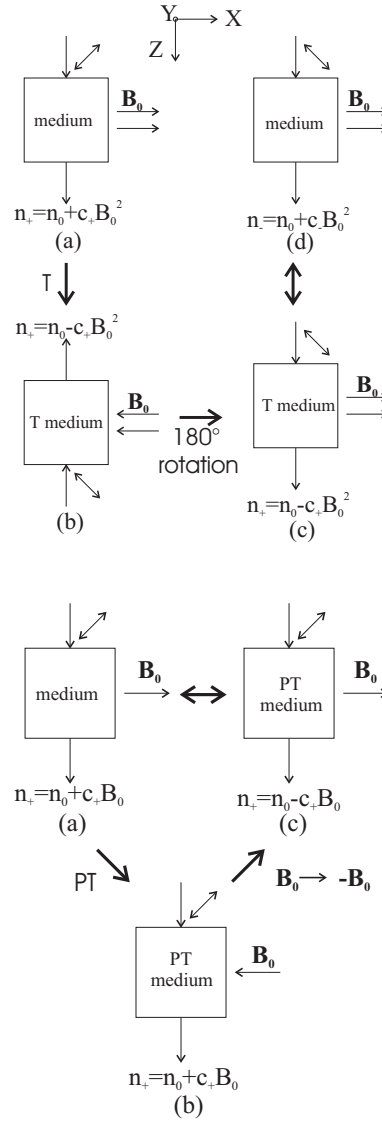 Y X
Z
B₀ B₀
medium medium
n₊=n₀+c₊B₀² n₋=n₀+c₋B₀²
(a) (d)
T
n₊=n₀-c₊B₀²
B₀
T medium
B₀
T medium
180°
rotation
(b)
n₊=n₀-c₊B₀²
(c)
medium
B₀
PT
medium
B₀
n₊=n₀+c₊B₀ n₊=n₀-c₊B₀
(a) (c)
PT
B₀ → -B₀
PT
medium
B₀
n₊=n₀+c₊B₀
(b)